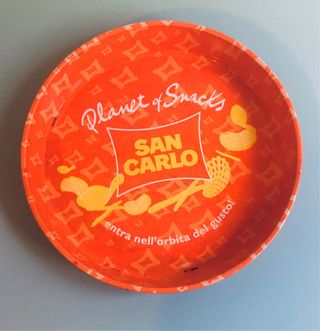 Planet of Snacks
SAN
CARLO
entra nell'orbita del gusto!